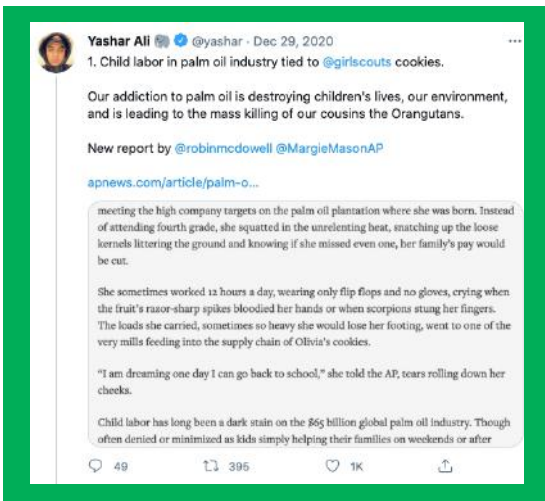 Yashar Ali 🐘 @yashar · Dec 29, 2020
1. Child labor in palm oil industry tied to @girlscouts cookies.
Our addiction to palm oil is destroying children's lives, our environment,
and is leading to the mass killing of our cousins the Orangutans.
New report by @robinmcdowell @MargieMasonAP
apnews.com/article/palm-o...
meeting the high company targets on the palm oil plantation where she was born. Instead
of attending fourth grade, she squatted in the unrelenting heat, snatching up the loose
kernels littering the ground and knowing if she missed even one, her family's pay would
be cut.
She sometimes worked 12 hours a day, wearing only flip flops and no gloves, crying when
the fruit's razor-sharp spikes bloodied her hands or when scorpions stung her fingers.
The loads she carried, sometimes so heavy she would lose her footing, went to one of the
very mills feeding into the supply chain of Olivia's cookies.
"I am dreaming one day I can go back to school," she told the AP, tears rolling down her
cheeks.
Child labor has long been a dark stain on the $65 billion global palm oil industry. Though
often denied or minimized as kids simply helping their families on weekends or after
49 395 1K